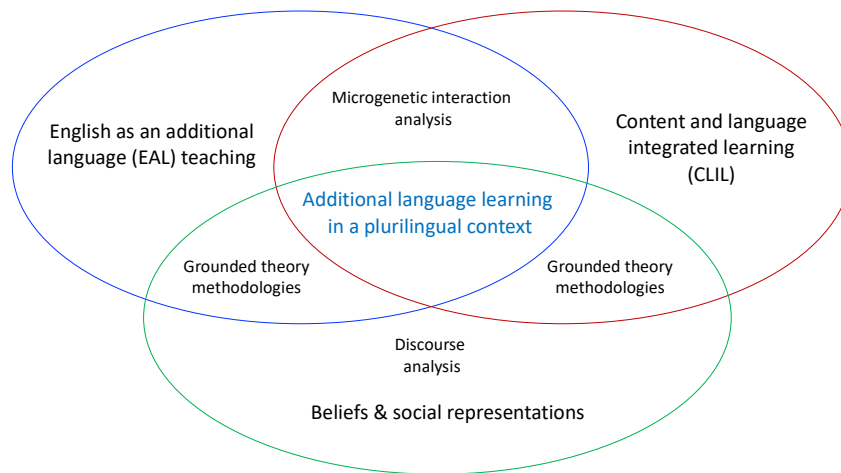 Microgenetic interaction
analysis
English as an additional
language (EAL) teaching
Content and language
integrated learning
(CLIL)
Additional language learning
in a plurilingual context
Grounded theory
methodologies
Grounded theory
methodologies
Discourse
analysis
Beliefs & social representations